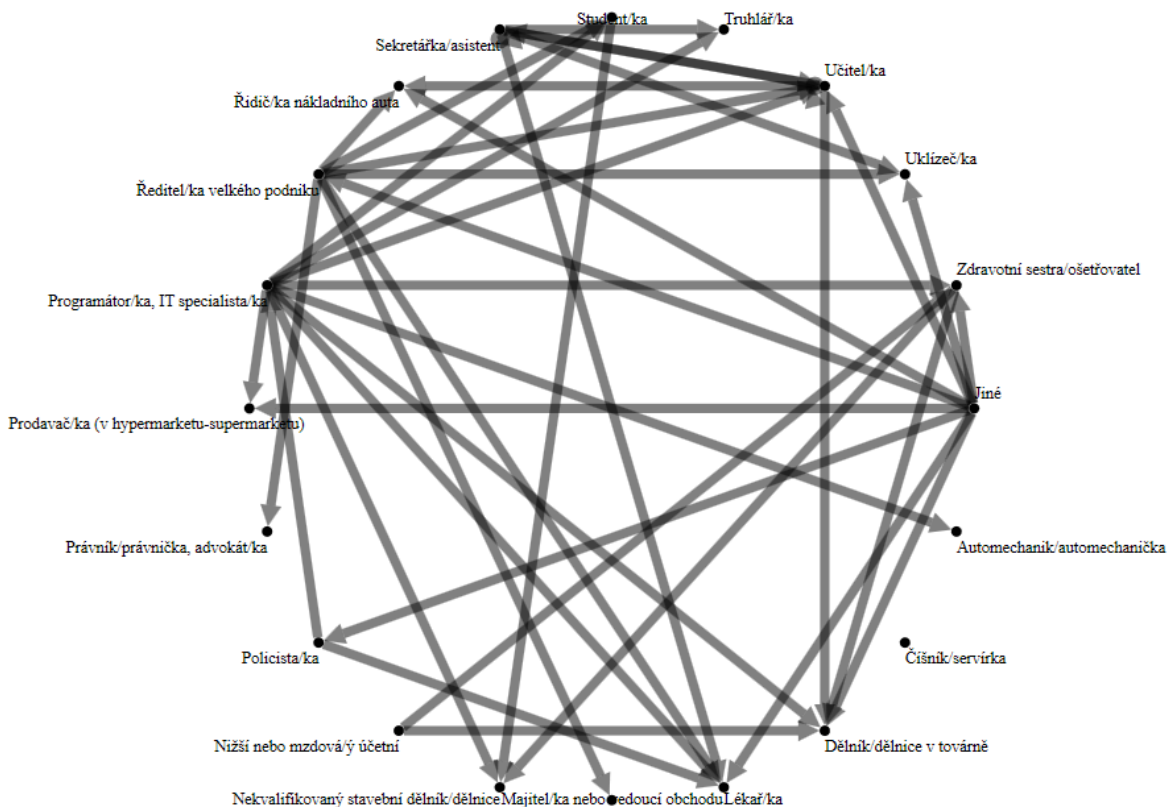 Student/ka
Truhlář/ka
Sekretářka/asistent
Učitel/ka
Řidič/ka nákladního auta
Uklízeč/ka
Ředitel/ka velkého podniku
Zdravotní sestra/ošetřovatel
Programátor/ka, IT specialista/ka
Jiné
Prodavač/ka (v hypermarketu-supermarketu)
Právník/právnička, advokát/ka
Automechanik/automechanička
Policista/ka
Číšník/servírka
Nižší nebo mzdová/ý účetní
Dělník/dělnice v továrně
Nekvalifikovaný stavební dělník/dělnice
Majitel/ka nebo vedoucí obchodu
Lékař/ka